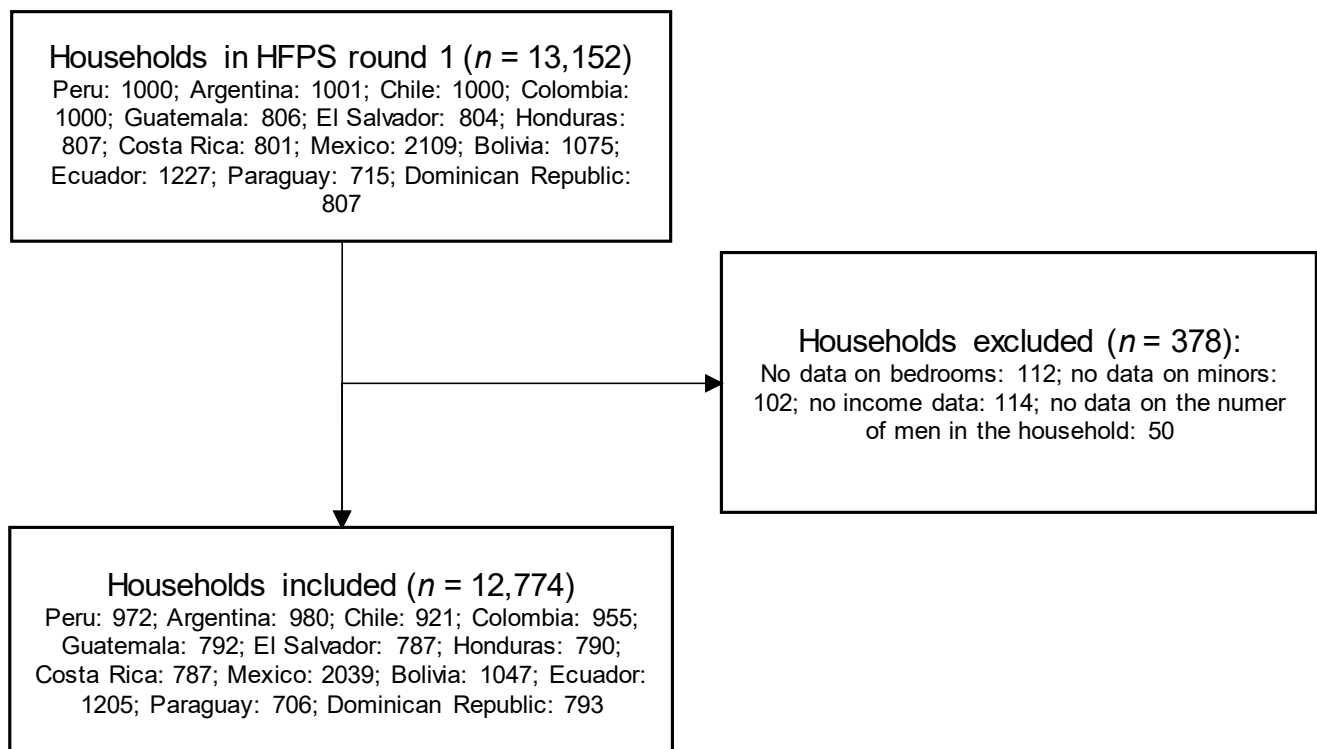 Households in HFPS round 1 (n = 13,152)
Peru: 1000; Argentina: 1001; Chile: 1000; Colombia:
1000; Guatemala: 806; El Salvador: 804; Honduras:
807; Costa Rica: 801; Mexico: 2109; Bolivia: 1075;
Ecuador: 1227; Paraguay: 715; Dominican Republic:
807
Households excluded (n = 378):
No data on bedrooms: 112; no data on minors:
102; no income data: 114; no data on the numer
of men in the household: 50
Households included (n = 12,774)
Peru: 972; Argentina: 980; Chile: 921; Colombia: 955;
Guatemala: 792; El Salvador: 787; Honduras: 790;
Costa Rica: 787; Mexico: 2039; Bolivia: 1047; Ecuador:
1205; Paraguay: 706; Dominican Republic: 793